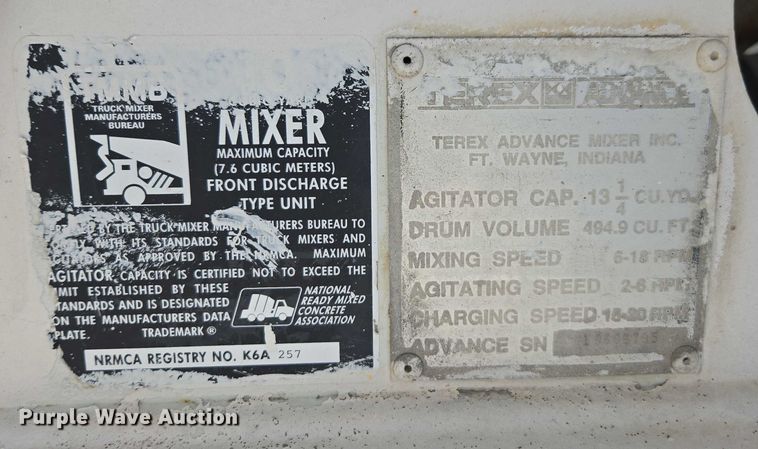 TMMB
TRUCK MIXER
MANUFACTURERS
BUREAU
MIXER
MAXIMUM CAPACITY
(7.6 CUBIC METERS)
FRONT DISCHARGE
TYPE UNIT
BY THE TRUCK MIXER MANUFACTURERS BUREAU TO
WITH ITS STANDARDS FOR TRUCK MIXERS AND
AS APPROVED BY THE NRMCA. MAXIMUM
AGITATOR CAPACITY IS CERTIFIED NOT TO EXCEED THE
LIMIT ESTABLISHED BY THESE
STANDARDS AND IS DESIGNATED
ON THE MANUFACTURERS DATA
PLATE. TRADEMARK ®
NATIONAL
READY MIXED
CONCRETE
ASSOCIATION
NRMCA REGISTRY NO. K6A 257
TEREX ADVANCE
TEREX ADVANCE MIXER INC.
FT. WAYNE, INDIANA
AGITATOR CAP. 13 1/4 CU.YD.
DRUM VOLUME 494.9 CU. FT.
MIXING SPEED 6-18 RPM
AGITATING SPEED 2-6 RPM
CHARGING SPEED 18-20 RPM
ADVANCE SN
Purple Wave Auction